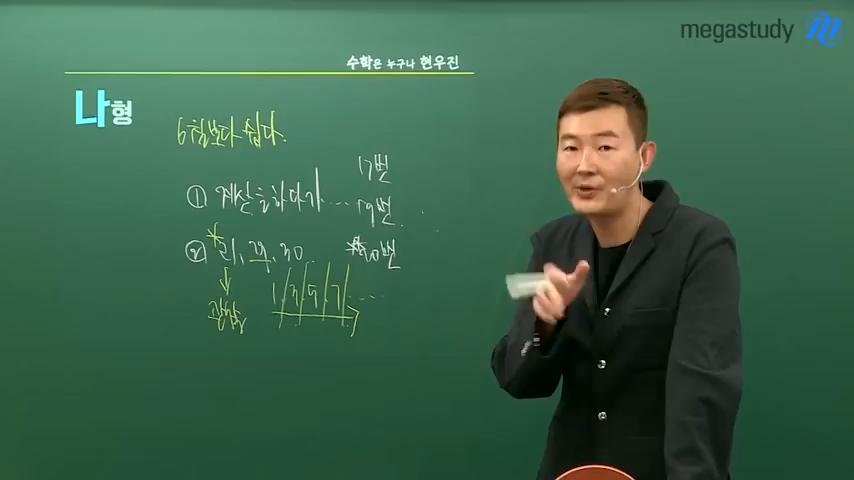 megastudy
수학은 누구나 현우진
나형
6월보다 쉽다.
① 계산을 하다가 ... 17번
19번
② 21, 29, 30 .. *20번
관찰
1 / 3 / 5 / 7 / ....